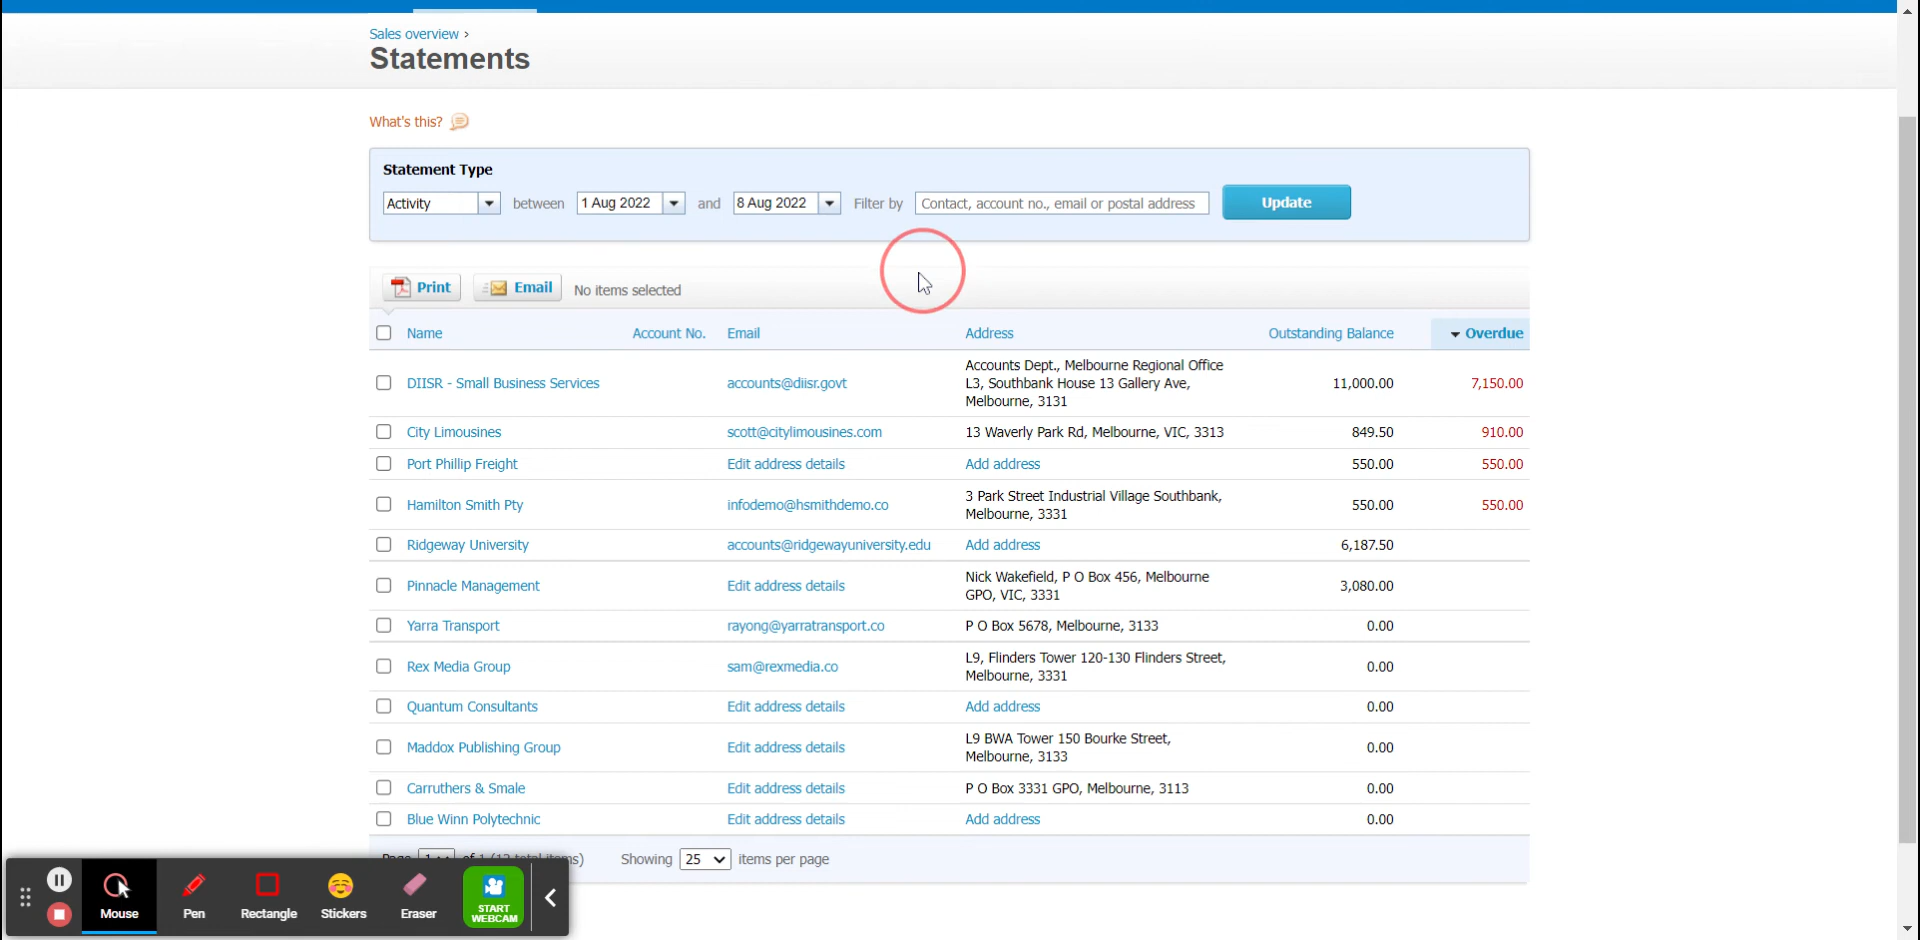 Sales overview ›
Statements
What's this?
Statement Type
Activity between 1 Aug 2022 and 8 Aug 2022 Filter by Contact, account no., email or postal address Update
Print Email No items selected
Name Account No. Email Address Outstanding Balance Overdue
DIISR - Small Business Services accounts@diisr.govt Accounts Dept., Melbourne Regional Office
L3, Southbank House 13 Gallery Ave,
Melbourne, 3131 11,000.00 7,150.00
City Limousines scott@citylimousines.com 13 Waverly Park Rd, Melbourne, VIC, 3313 849.50 910.00
Port Phillip Freight Edit address details Add address 550.00 550.00
Hamilton Smith Pty infodemo@hsmithdemo.co 3 Park Street Industrial Village Southbank,
Melbourne, 3331 550.00 550.00
Ridgeway University accounts@ridgewayuniversity.edu Add address 6,187.50
Pinnacle Management Edit address details Nick Wakefield, P O Box 456, Melbourne
GPO, VIC, 3331 3,080.00
Yarra Transport rayong@yarratransport.co P O Box 5678, Melbourne, 3133 0.00
Rex Media Group sam@rexmedia.co L9, Flinders Tower 120-130 Flinders Street,
Melbourne, 3331 0.00
Quantum Consultants Edit address details Add address 0.00
Maddox Publishing Group Edit address details L9 BWA Tower 150 Bourke Street,
Melbourne, 3133 0.00
Carruthers & Smale Edit address details P O Box 3331 GPO, Melbourne, 3113 0.00
Blue Winn Polytechnic Edit address details Add address 0.00
Page 1 of 1 (12 total items) Showing 25 items per page
Mouse Pen Rectangle Stickers Eraser START
WEBCAM